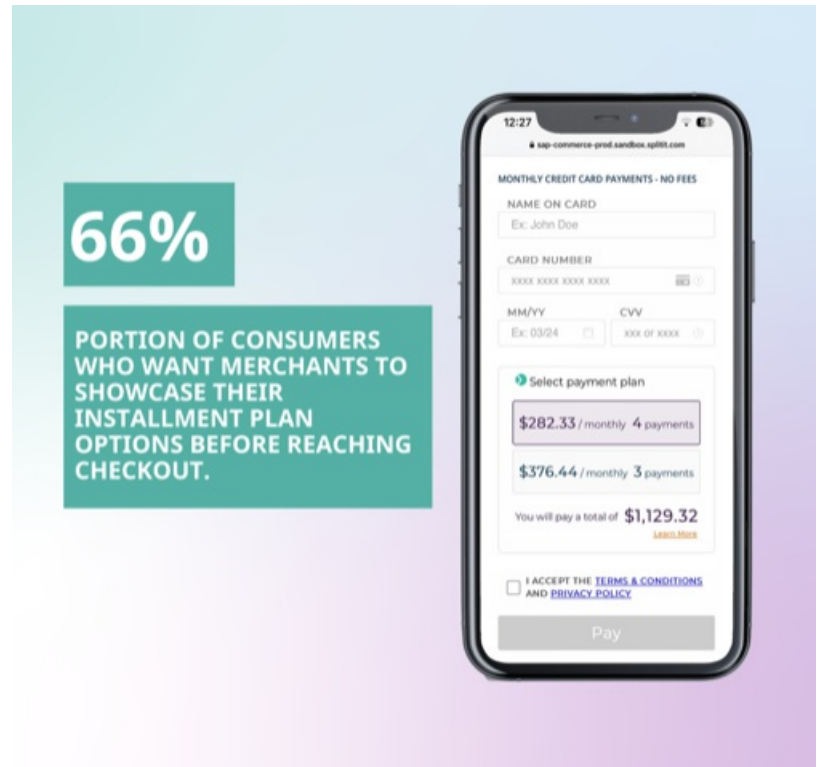 66%
PORTION OF CONSUMERS
WHO WANT MERCHANTS TO
SHOWCASE THEIR
INSTALLMENT PLAN
OPTIONS BEFORE REACHING
CHECKOUT.
12:27
sap-commerce-prod.sandbox.splitit.com
MONTHLY CREDIT CARD PAYMENTS - NO FEES
NAME ON CARD
Ex: John Doe
CARD NUMBER
xxxx xxxx xxxx xxxx
MM/YY CVV
Ex: 03/24 xxx or xxxx
Select payment plan
$282.33 / monthly 4 payments
$376.44 / monthly 3 payments
You will pay a total of $1,129.32
Learn More
I ACCEPT THE TERMS & CONDITIONS
AND PRIVACY POLICY
Pay